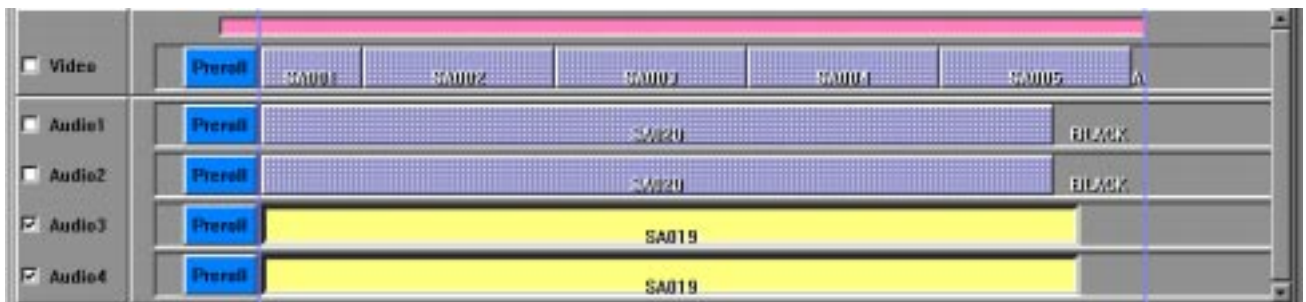 Video Preroll SA001 SA002 SA003 SA004 SA005 A
Audio1 Preroll SA020 BLACK
Audio2 Preroll SA020 BLACK
Audio3 Preroll SA019
Audio4 Preroll SA019